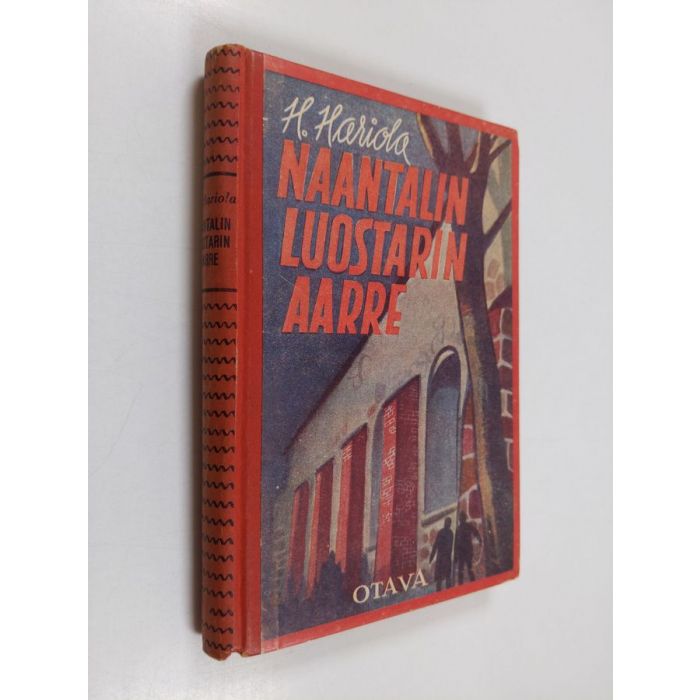 H. Hariola
NAANTALIN
LUOSTARIN
AARRE
OTAVA